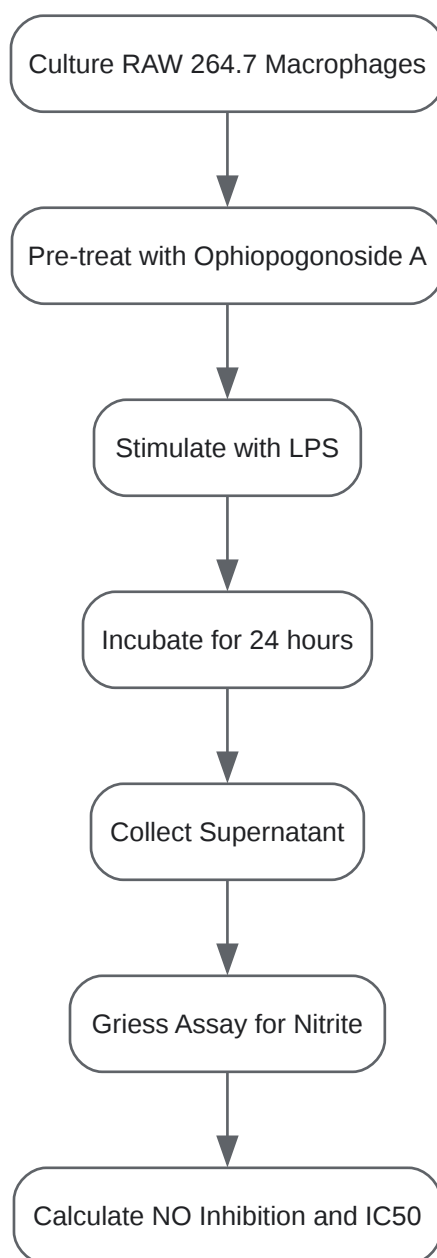 Culture RAW 264.7 Macrophages
Pre-treat with Ophiopogonoside A
Stimulate with LPS
Incubate for 24 hours
Collect Supernatant
Griess Assay for Nitrite
Calculate NO Inhibition and IC50